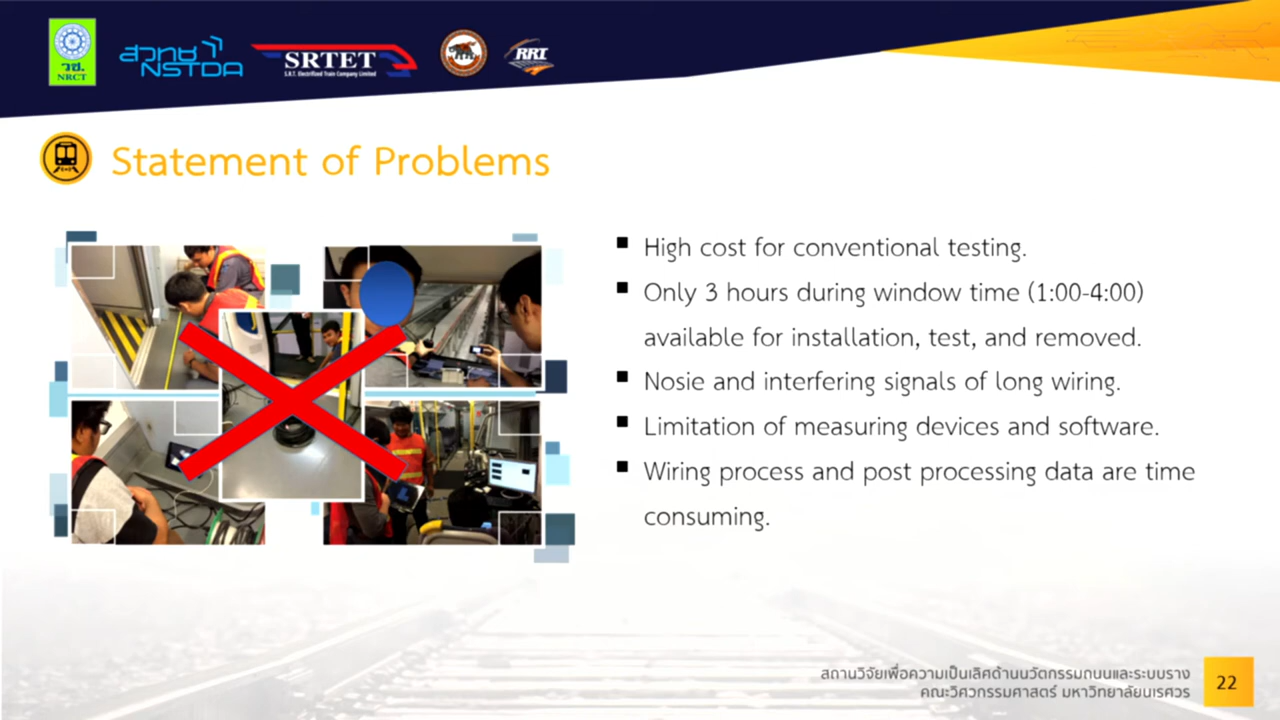 วช.
NRCT
สวทช
NSTDA
SRTET
S.R.T. Electrified Train Company Limited
RRI
Statement of Problems
High cost for conventional testing.
Only 3 hours during window time (1:00-4:00)
available for installation, test, and removed.
Nosie and interfering signals of long wiring.
Limitation of measuring devices and software.
Wiring process and post processing data are time
consuming.
สถานวิจัยเพื่อความเป็นเลิศด้านนวัตกรรมถนนและระบบราง
คณะวิศวกรรมศาสตร์ มหาวิทยาลัยนเรศวร
22